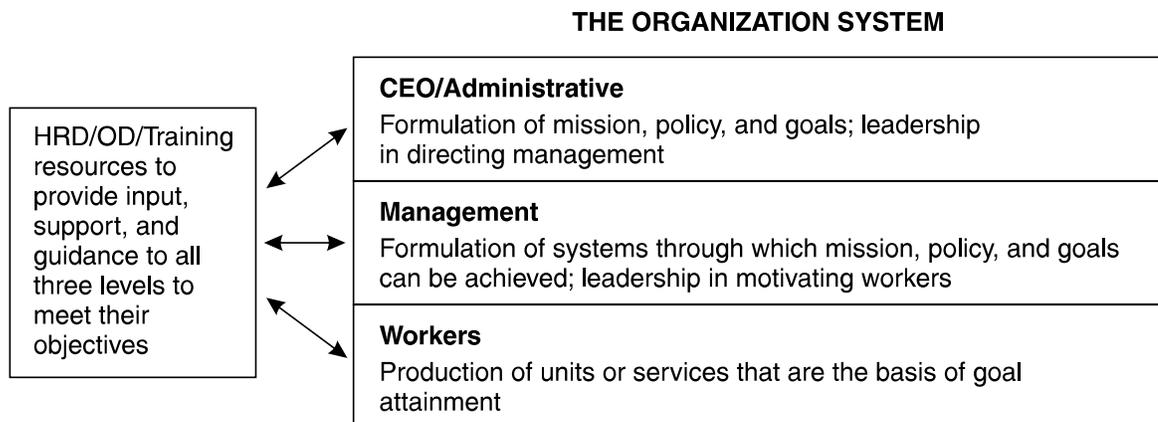 THE ORGANIZATION SYSTEM
HRD/OD/Training
resources to
provide input,
support, and
guidance to all
three levels to
meet their
objectives
CEO/Administrative
Formulation of mission, policy, and goals; leadership
in directing management
Management
Formulation of systems through which mission, policy, and goals
can be achieved; leadership in motivating workers
Workers
Production of units or services that are the basis of goal
attainment